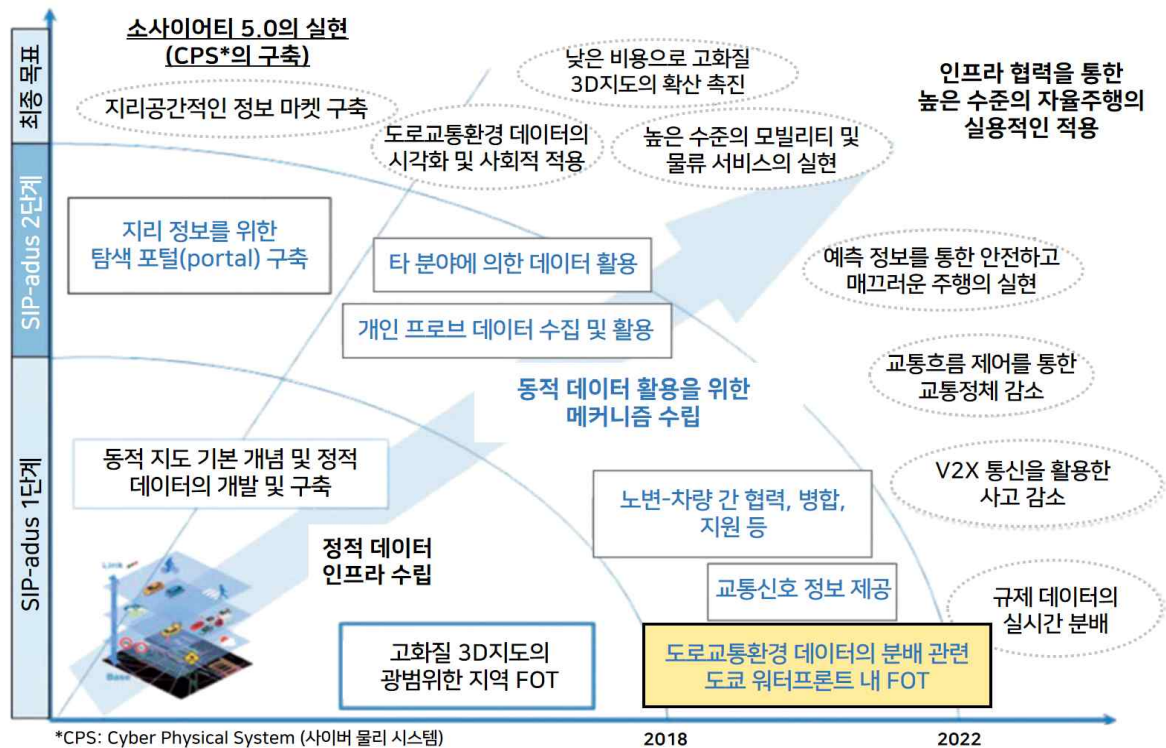 소사이어티 5.0의 실현
(CPS*의 구축)
최종 목표
지리공간적인 정보 마켓 구축
낮은 비용으로 고화질
3D지도의 확산 촉진
도로교통환경 데이터의
시각화 및 사회적 적용
높은 수준의 모빌리티 및
물류 서비스의 실현
인프라 협력을 통한
높은 수준의 자율주행의
실용적인 적용
SIP-adus 2단계
지리 정보를 위한
탐색 포털(portal) 구축
타 분야에 의한 데이터 활용
개인 프로브 데이터 수집 및 활용
예측 정보를 통한 안전하고
매끄러운 주행의 실현
교통흐름 제어를 통한
교통정체 감소
동적 데이터 활용을 위한
메커니즘 수립
SIP-adus 1단계
동적 지도 기본 개념 및 정적
데이터의 개발 및 구축
노변-차량 간 협력, 병합,
지원 등
V2X 통신을 활용한
사고 감소
정적 데이터
인프라 수립
Link
Base
교통신호 정보 제공
규제 데이터의
실시간 분배
고화질 3D지도의
광범위한 지역 FOT
도로교통환경 데이터의 분배 관련
도쿄 워터프론트 내 FOT
*CPS: Cyber Physical System (사이버 물리 시스템)
2018
2022